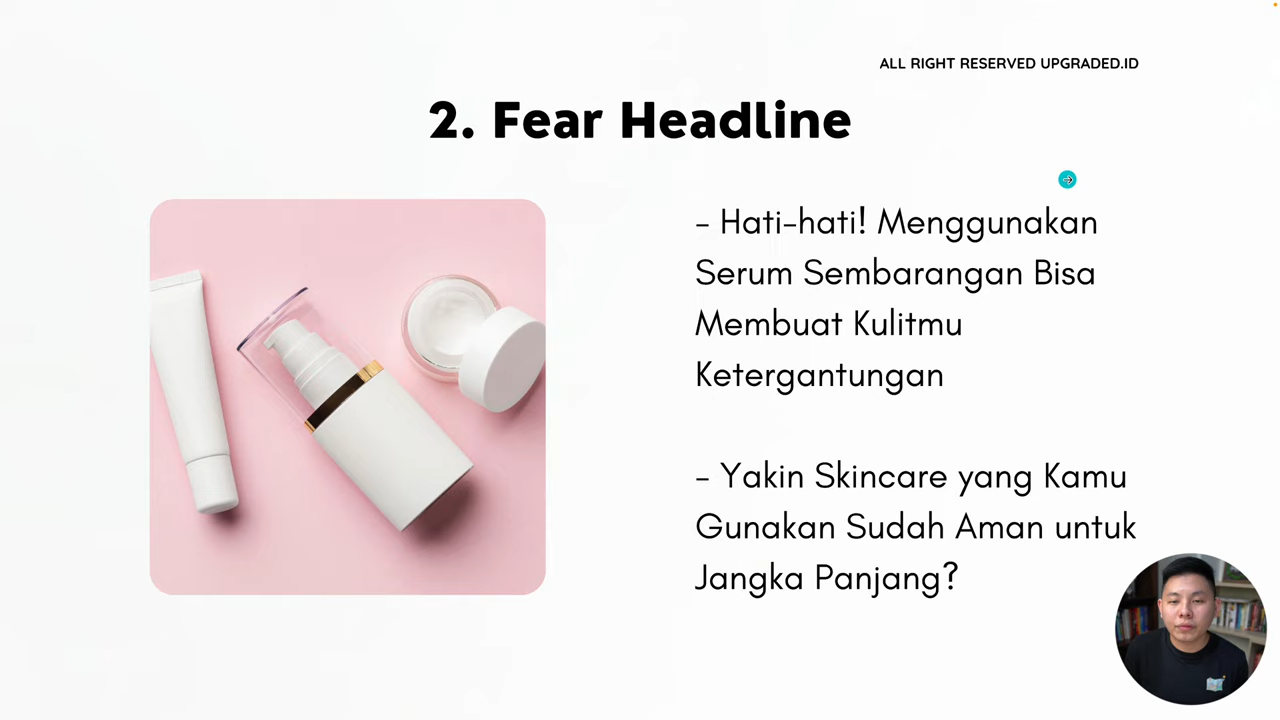 ALL RIGHT RESERVED UPGRADED.ID
2. Fear Headline
- Hati-hati! Menggunakan
Serum Sembarangan Bisa
Membuat Kulitmu
Ketergantungan
- Yakin Skincare yang Kamu
Gunakan Sudah Aman untuk
Jangka Panjang?